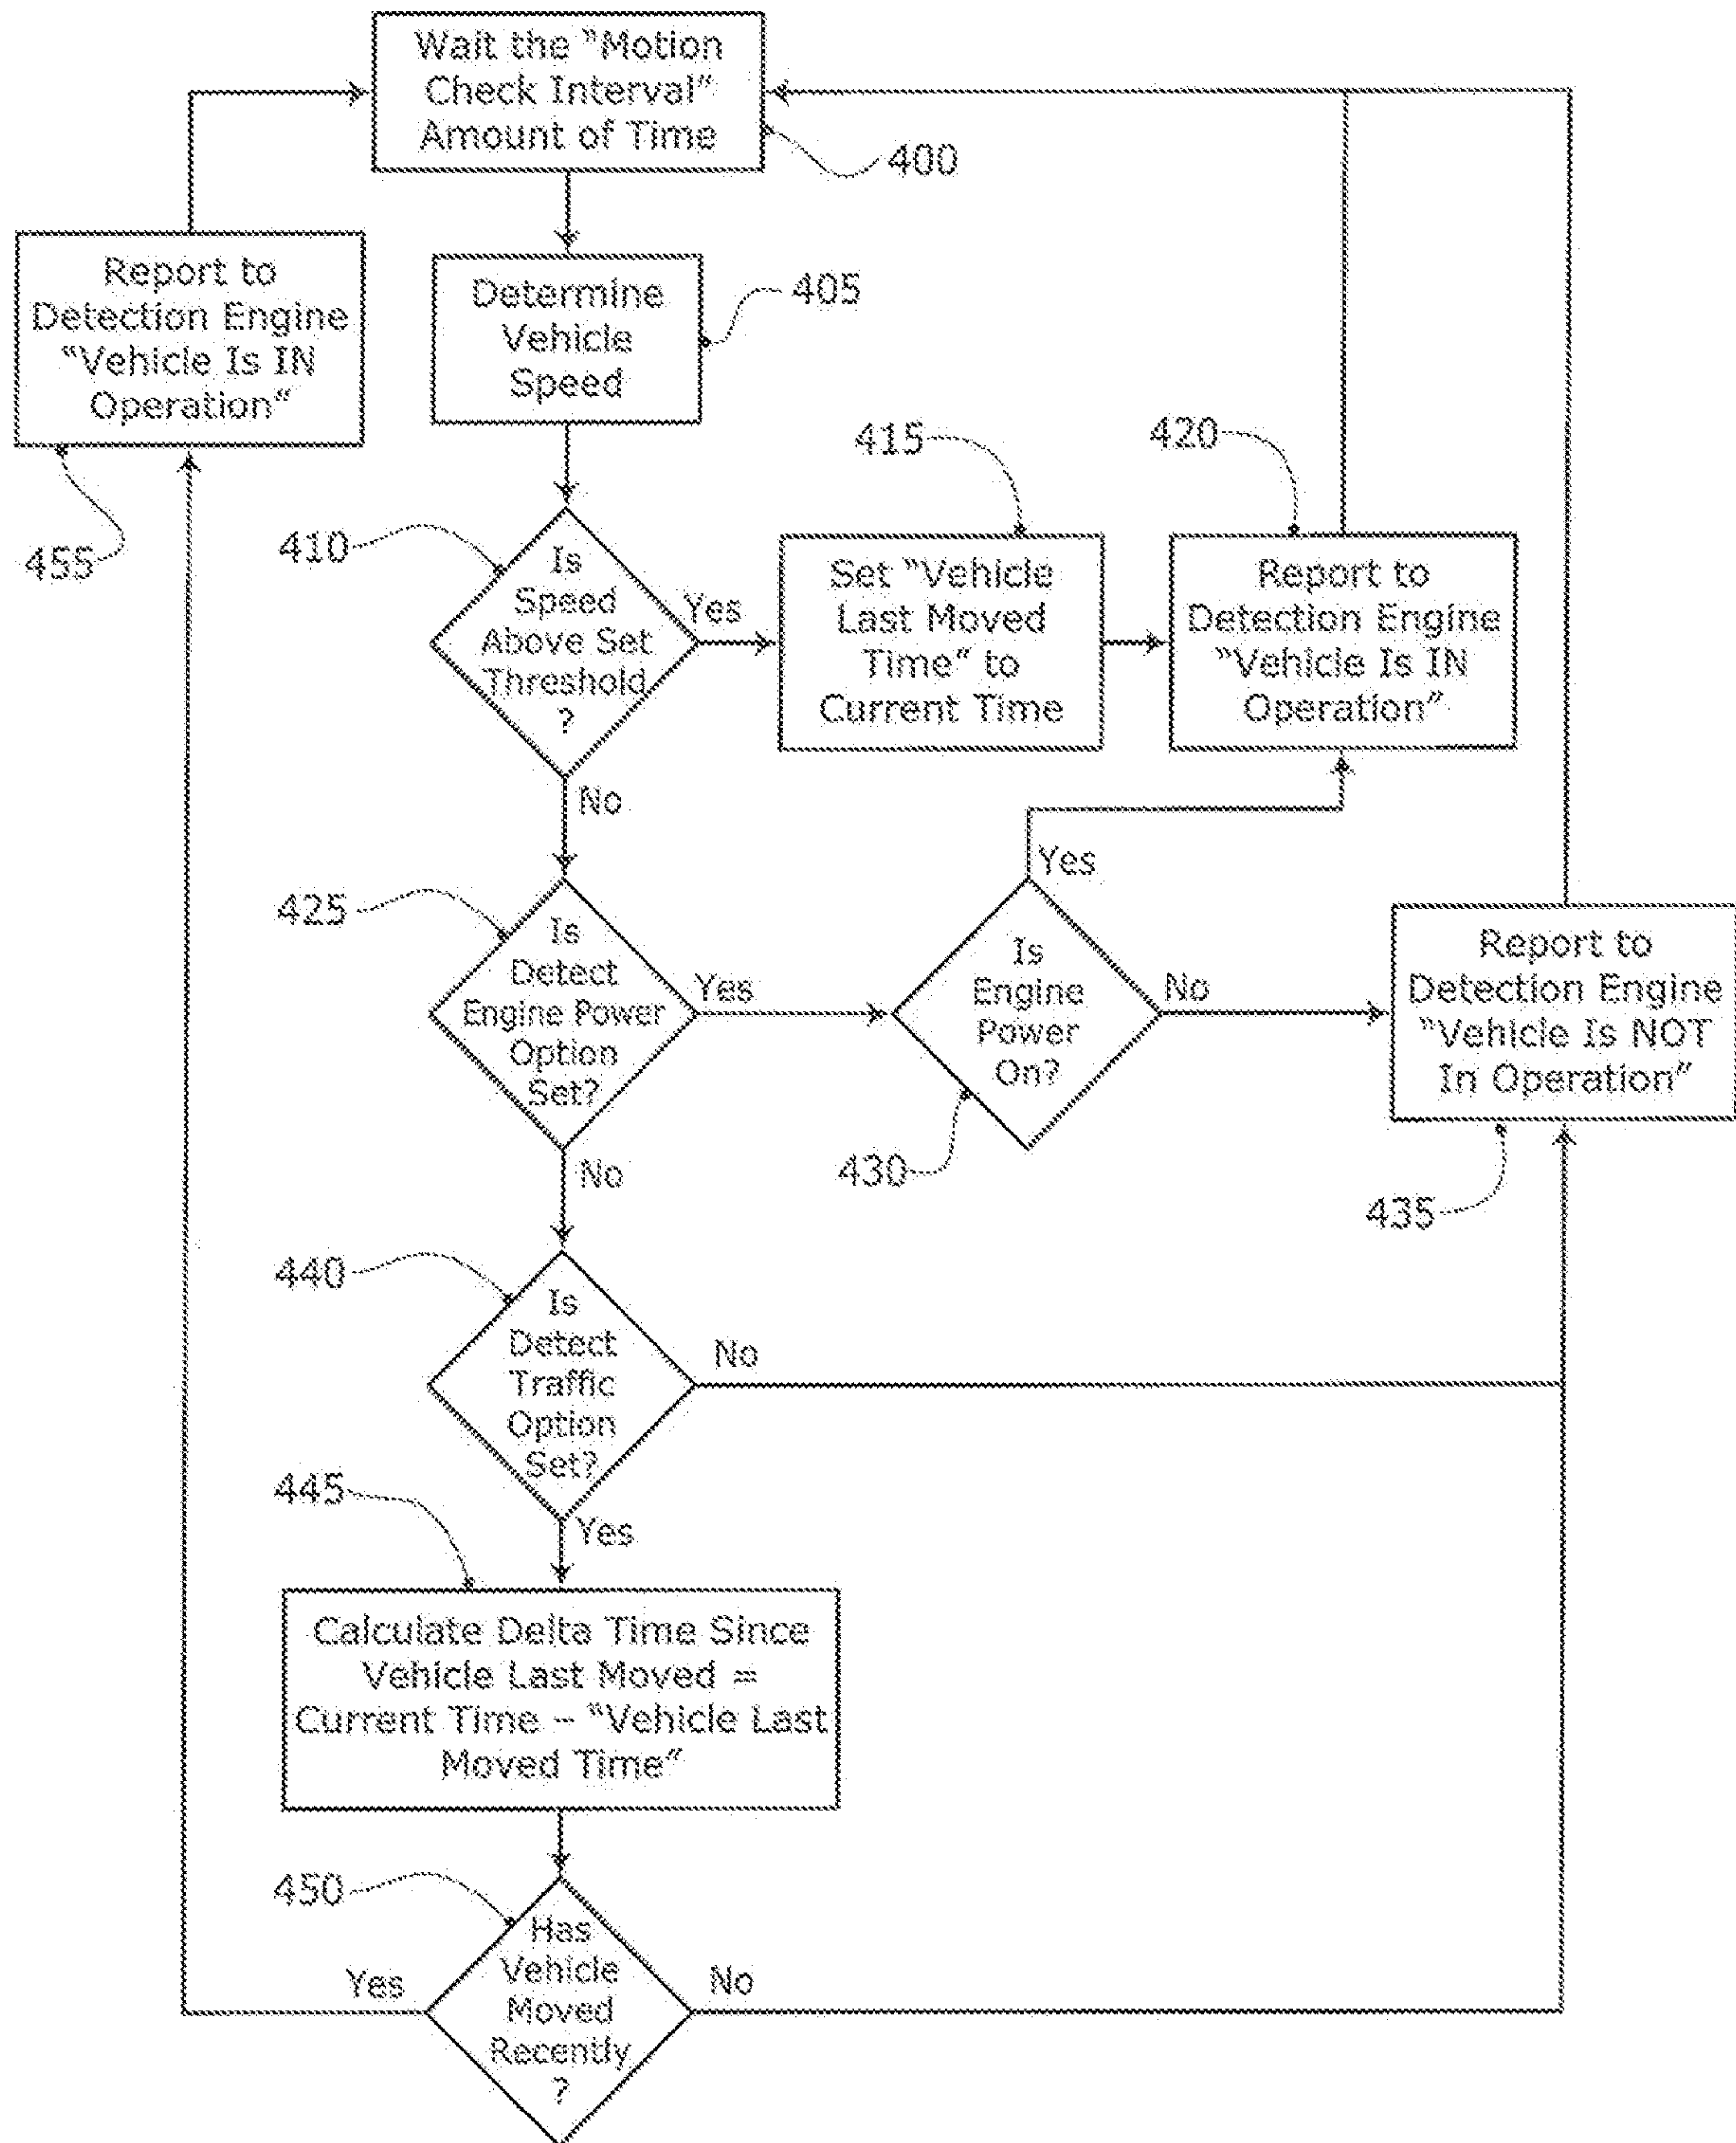 Wait the "Motion
Check Interval"
Amount of Time
400
Report to
Detection Engine
"Vehicle Is IN
Operation"
455
Determine
Vehicle
Speed
405
410
Is
Speed
Above Set
Threshold
?
Yes
No
415
Set "Vehicle
Last Moved
Time" to
Current Time
420
Report to
Detection Engine
"Vehicle Is IN
Operation"
425
Is
Detect
Engine Power
Option
Set?
Yes
No
Is
Engine
Power
On?
Yes
No
430
Report to
Detection Engine
"Vehicle Is NOT
In Operation"
435
440
Is
Detect
Traffic
Option
Set?
No
Yes
445
Calculate Delta Time Since
Vehicle Last Moved =
Current Time – "Vehicle Last
Moved Time"
450
Has
Vehicle
Moved
Recently
?
Yes
No